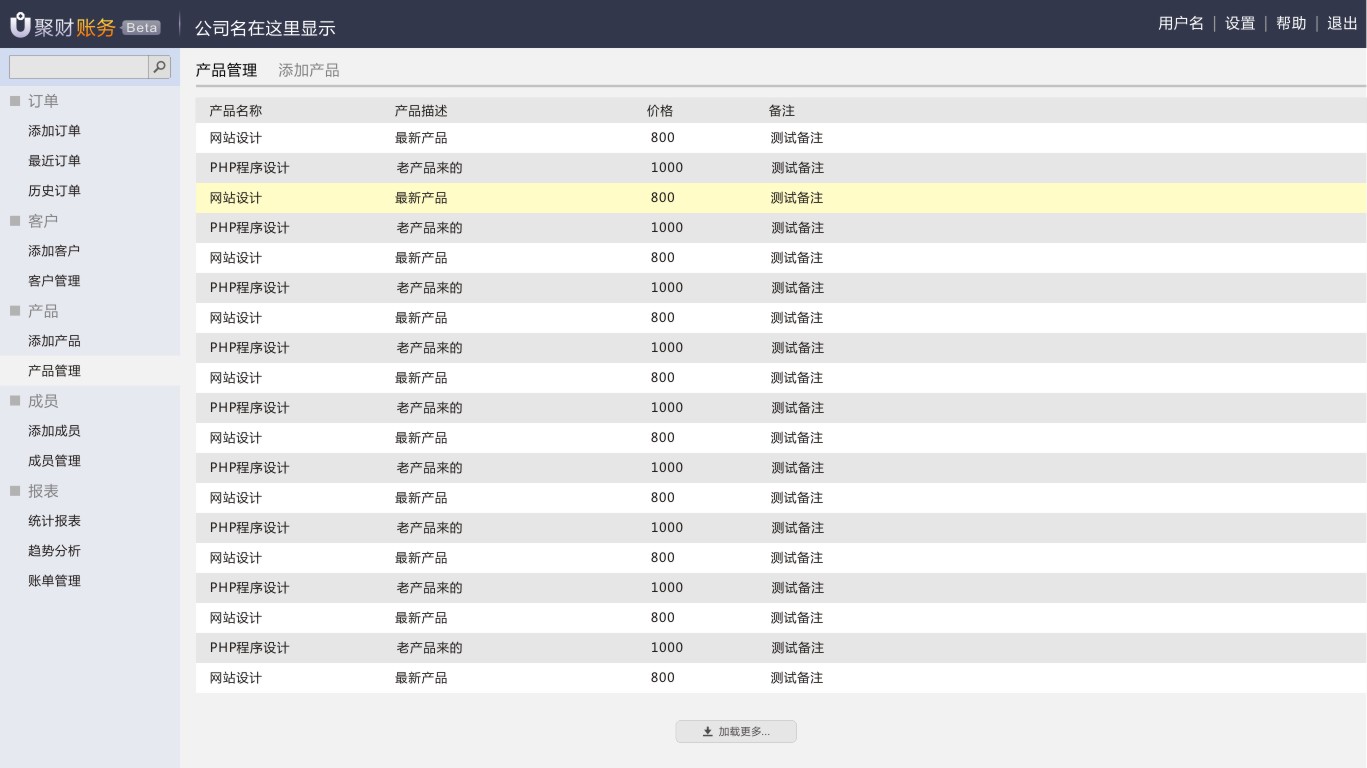 聚财账务 Beta 公司名在这里显示 用户名 | 设置 | 帮助 | 退出
订单
添加订单
最近订单
历史订单
客户
添加客户
客户管理
产品
添加产品
产品管理
成员
添加成员
成员管理
报表
统计报表
趋势分析
账单管理
产品管理 添加产品
产品名称 产品描述 价格 备注
网站设计 最新产品 800 测试备注
PHP程序设计 老产品来的 1000 测试备注
网站设计 最新产品 800 测试备注
PHP程序设计 老产品来的 1000 测试备注
网站设计 最新产品 800 测试备注
PHP程序设计 老产品来的 1000 测试备注
网站设计 最新产品 800 测试备注
PHP程序设计 老产品来的 1000 测试备注
网站设计 最新产品 800 测试备注
PHP程序设计 老产品来的 1000 测试备注
网站设计 最新产品 800 测试备注
PHP程序设计 老产品来的 1000 测试备注
网站设计 最新产品 800 测试备注
PHP程序设计 老产品来的 1000 测试备注
网站设计 最新产品 800 测试备注
PHP程序设计 老产品来的 1000 测试备注
网站设计 最新产品 800 测试备注
PHP程序设计 老产品来的 1000 测试备注
网站设计 最新产品 800 测试备注
加载更多...